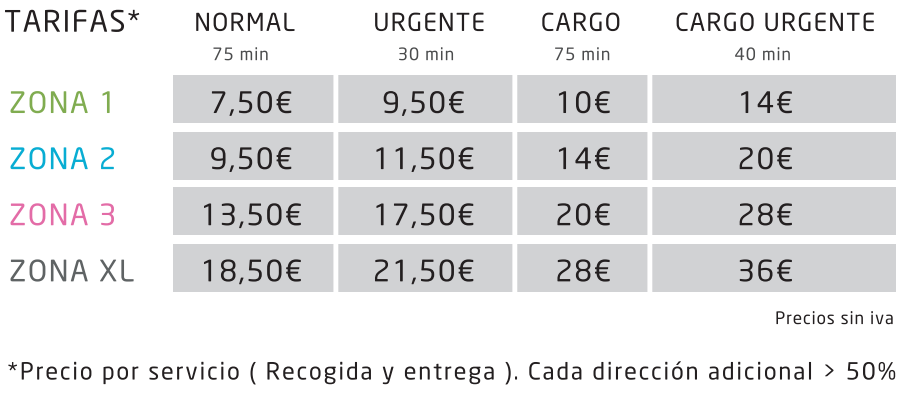 TARIFAS* NORMAL URGENTE CARGO CARGO URGENTE
75 min 30 min 75 min 40 min
ZONA 1 7,50€ 9,50€ 10€ 14€
ZONA 2 9,50€ 11,50€ 14€ 20€
ZONA 3 13,50€ 17,50€ 20€ 28€
ZONA XL 18,50€ 21,50€ 28€ 36€
Precios sin iva
*Precio por servicio ( Recogida y entrega ). Cada dirección adicional > 50%